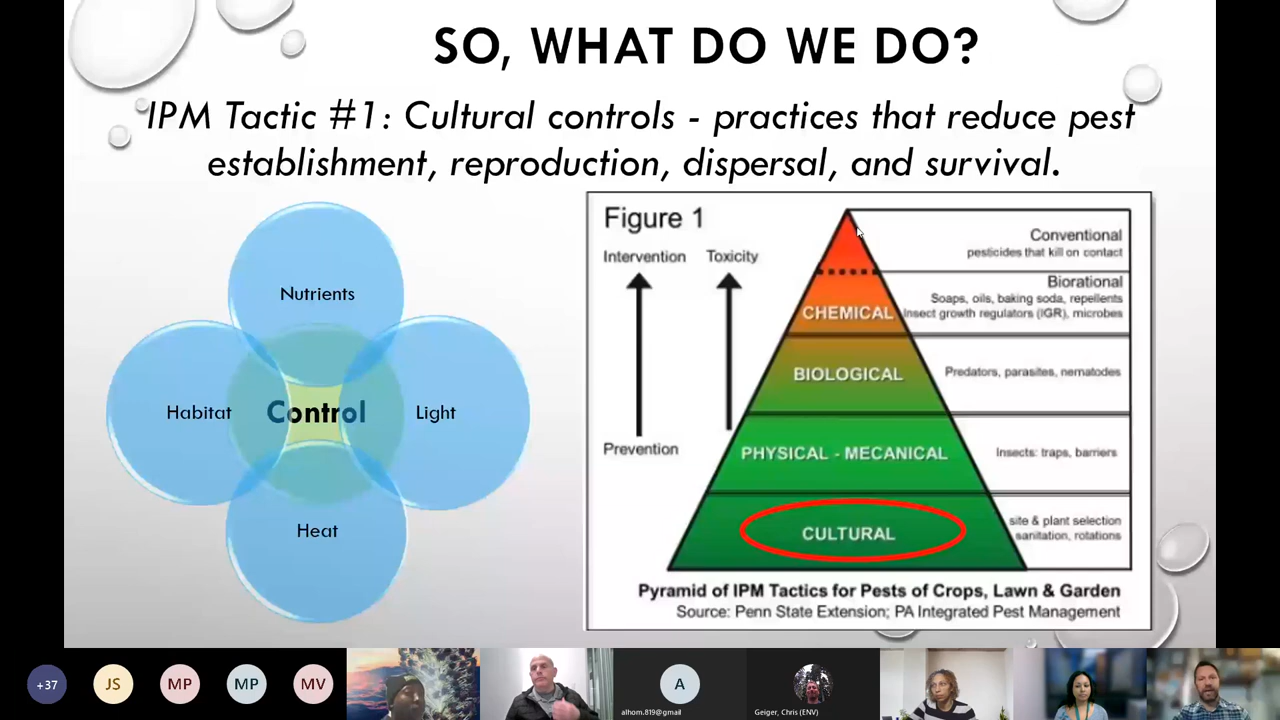 SO, WHAT DO WE DO?
IPM Tactic #1: Cultural controls - practices that reduce pest
establishment, reproduction, dispersal, and survival.
Nutrients
Habitat
Control
Light
Heat
Figure 1
Intervention
Toxicity
Prevention
Conventional
pesticides that kill on contact
Biorational
Soaps, oils, baking soda, repellents
Insect growth regulators (IGR), microbes
CHEMICAL
BIOLOGICAL
Predators, parasites, nematodes
PHYSICAL - MECANICAL
Insects: traps, barriers
CULTURAL
site & plant selection
sanitation, rotations
Pyramid of IPM Tactics for Pests of Crops, Lawn & Garden
Source: Penn State Extension; PA Integrated Pest Management
+37
JS
MP
MP
MV
A
alhom.819@gmail
Geiger, Chris (ENV)